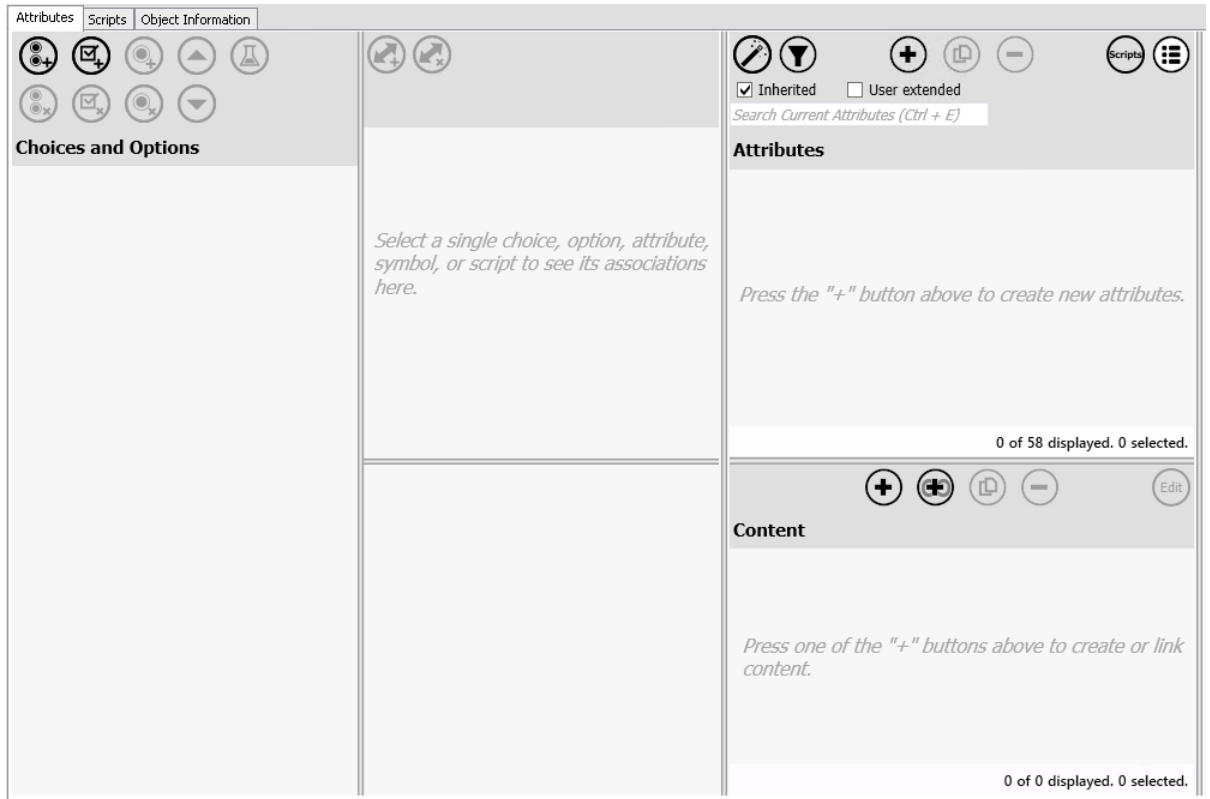 Attributes
Scripts
Object Information
Choices and Options
Select a single choice, option, attribute,
symbol, or script to see its associations
here.
Scripts
Inherited
User extended
Search Current Attributes (Ctrl + E)
Attributes
Press the "+" button above to create new attributes.
0 of 58 displayed. 0 selected.
Edit
Content
Press one of the "+" buttons above to create or link
content.
0 of 0 displayed. 0 selected.